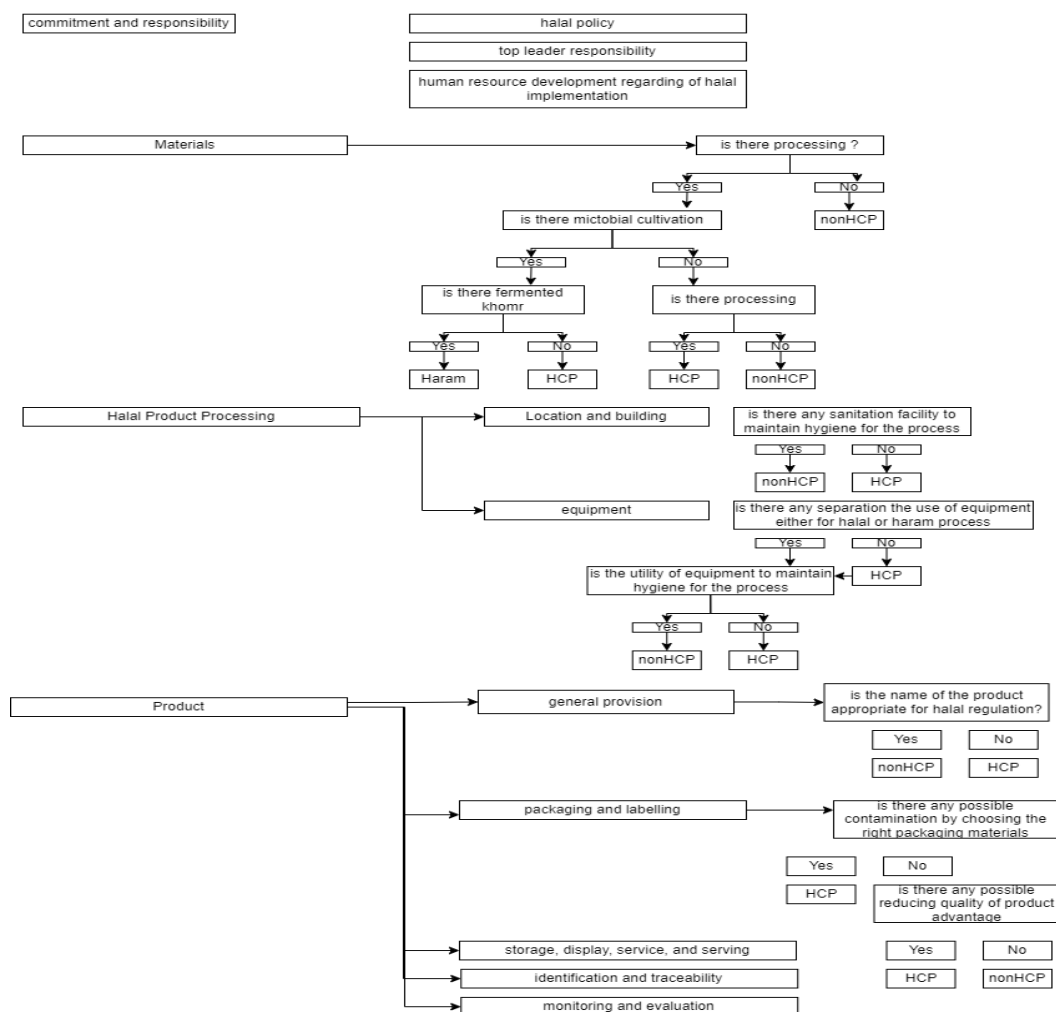 commitment and responsibility
halal policy
top leader responsibility
human resource development regarding of halal
implementation
Materials
is there processing ?
Yes
No
is there mictobial cultivation
nonHCP
Yes
No
is there fermented
khomr
is there processing
Yes
No
Yes
No
Haram
HCP
HCP
nonHCP
Halal Product Processing
Location and building
is there any sanitation facility to
maintain hygiene for the process
Yes
No
nonHCP
HCP
equipment
is there any separation the use of equipment
either for halal or haram process
Yes
No
is the utility of equipment to maintain
hygiene for the process
HCP
Yes
No
nonHCP
HCP
Product
general provision
is the name of the product
appropriate for halal regulation?
Yes
No
nonHCP
HCP
packaging and labelling
is there any possible
contamination by choosing the
right packaging materials
Yes
No
HCP
is there any possible
reducing quality of product
advantage
storage, display, service, and serving
Yes
No
identification and traceability
HCP
nonHCP
monitoring and evaluation